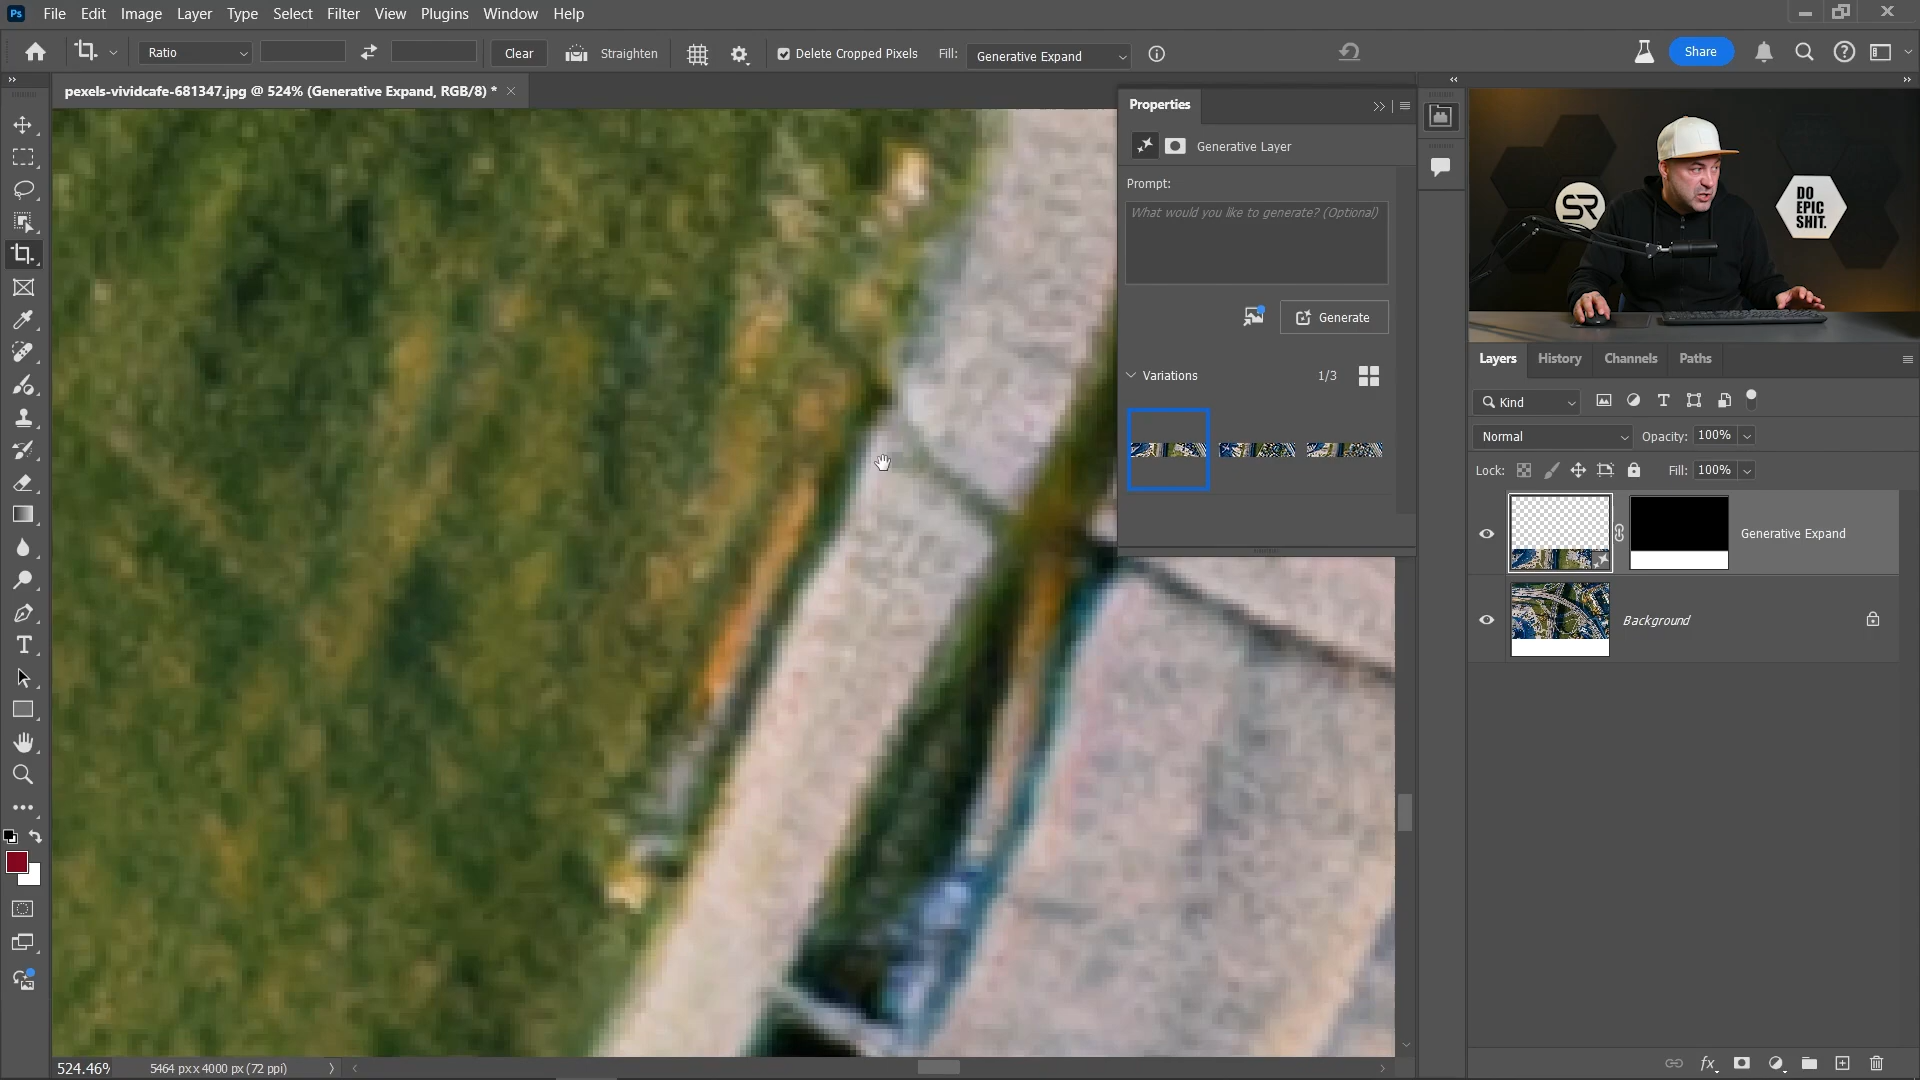 Ps File Edit Image Layer Type Select Filter View Plugins Window Help
Ratio Clear Straighten Delete Cropped Pixels Fill: Generative Expand Share
pexels-vividcafe-681347.jpg @ 524% (Generative Expand, RGB/8) *
Properties
Generative Layer
Prompt:
What would you like to generate? (Optional)
Generate
Variations 1/3
SR
DO
EPIC
SHIT.
Layers History Channels Paths
Kind
Normal Opacity: 100%
Lock: Fill: 100%
Generative Expand
Background
524.46%
5464 px x 4000 px (72 ppi)
fx